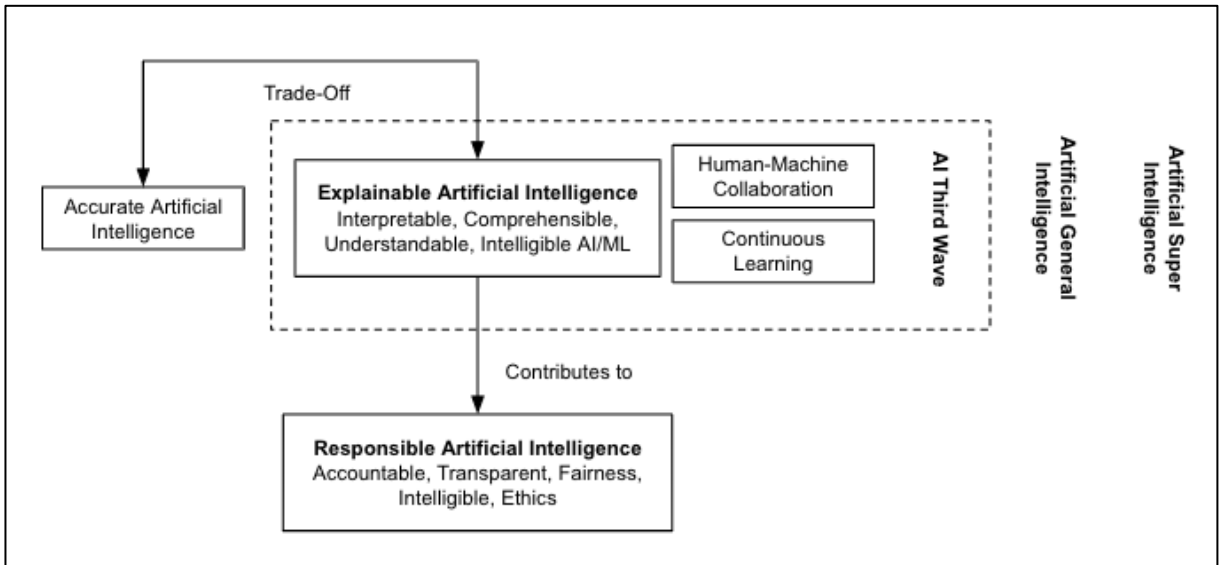 Trade-Off
Accurate Artificial
Intelligence
Explainable Artificial Intelligence
Interpretable, Comprehensible,
Understandable, Intelligible AI/ML
Human-Machine
Collaboration
Continuous
Learning
AI Third Wave
Artificial General
Intelligence
Artificial Super
Intelligence
Contributes to
Responsible Artificial Intelligence
Accountable, Transparent, Fairness,
Intelligible, Ethics